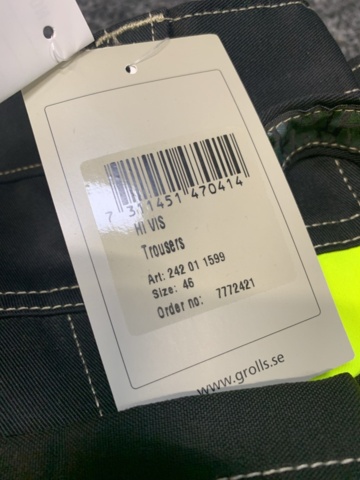 7 311451 470414
HI VIS
Trousers
Art: 242 01 1599
Size: 46
Order no: 7772421
www.grolls.se